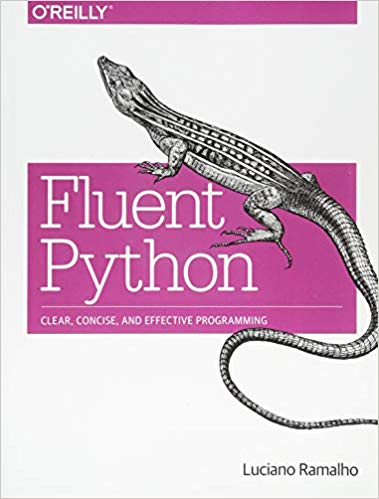 O'REILLY®
Fluent
Python
CLEAR, CONCISE, AND EFFECTIVE PROGRAMMING
Luciano Ramalho